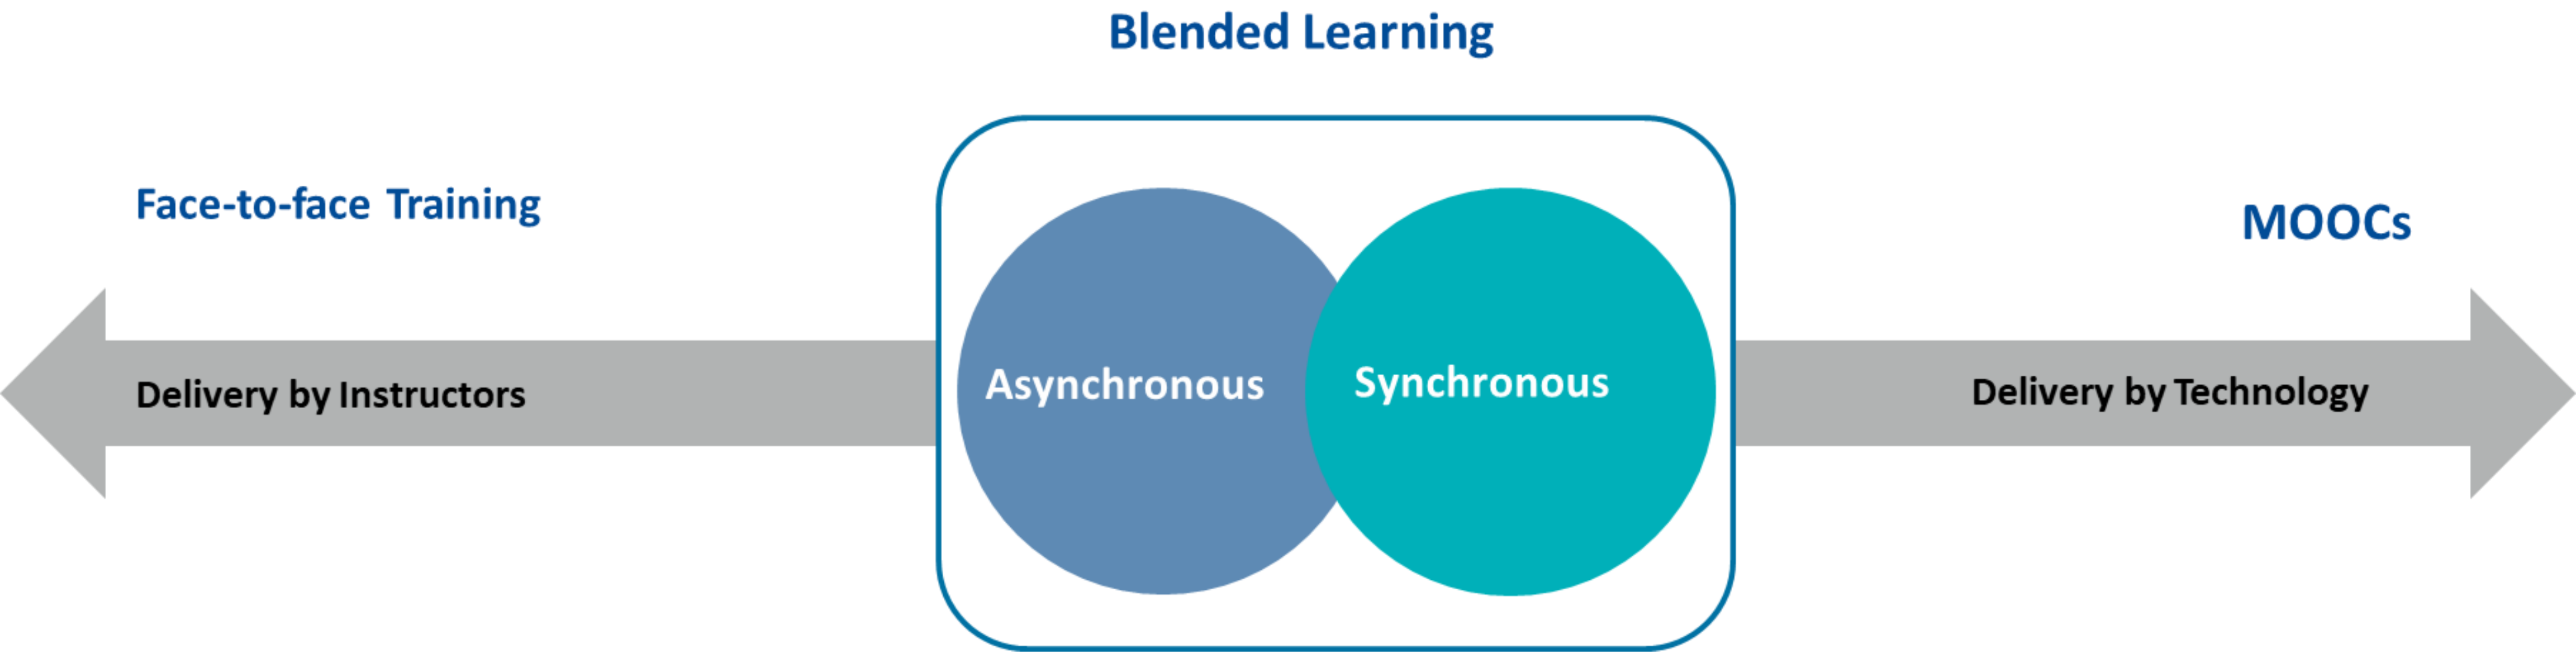 Blended Learning
Face-to-face Training
MOOCs
Delivery by Instructors
Asynchronous
Synchronous
Delivery by Technology